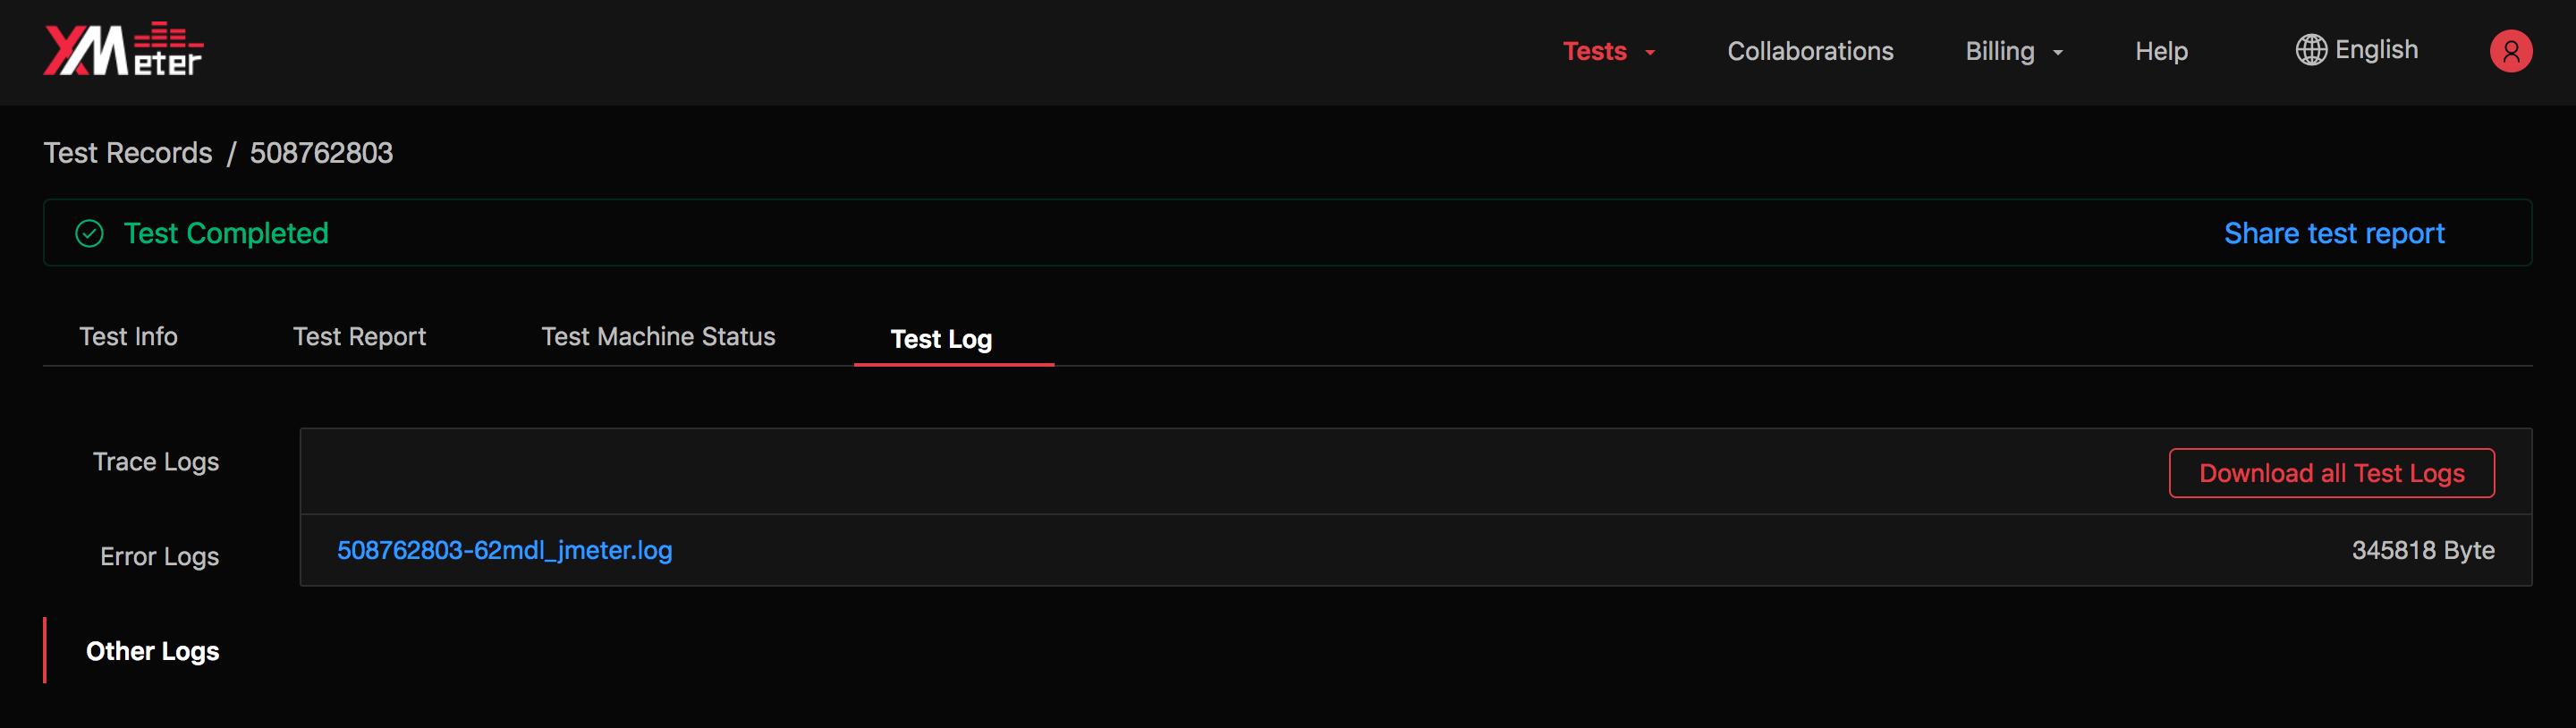 XMeter
Tests Collaborations Billing Help English
Test Records / 508762803
Test Completed Share test report
Test Info Test Report Test Machine Status Test Log
Trace Logs
Download all Test Logs
Error Logs
508762803-62mdl_jmeter.log 345818 Byte
Other Logs